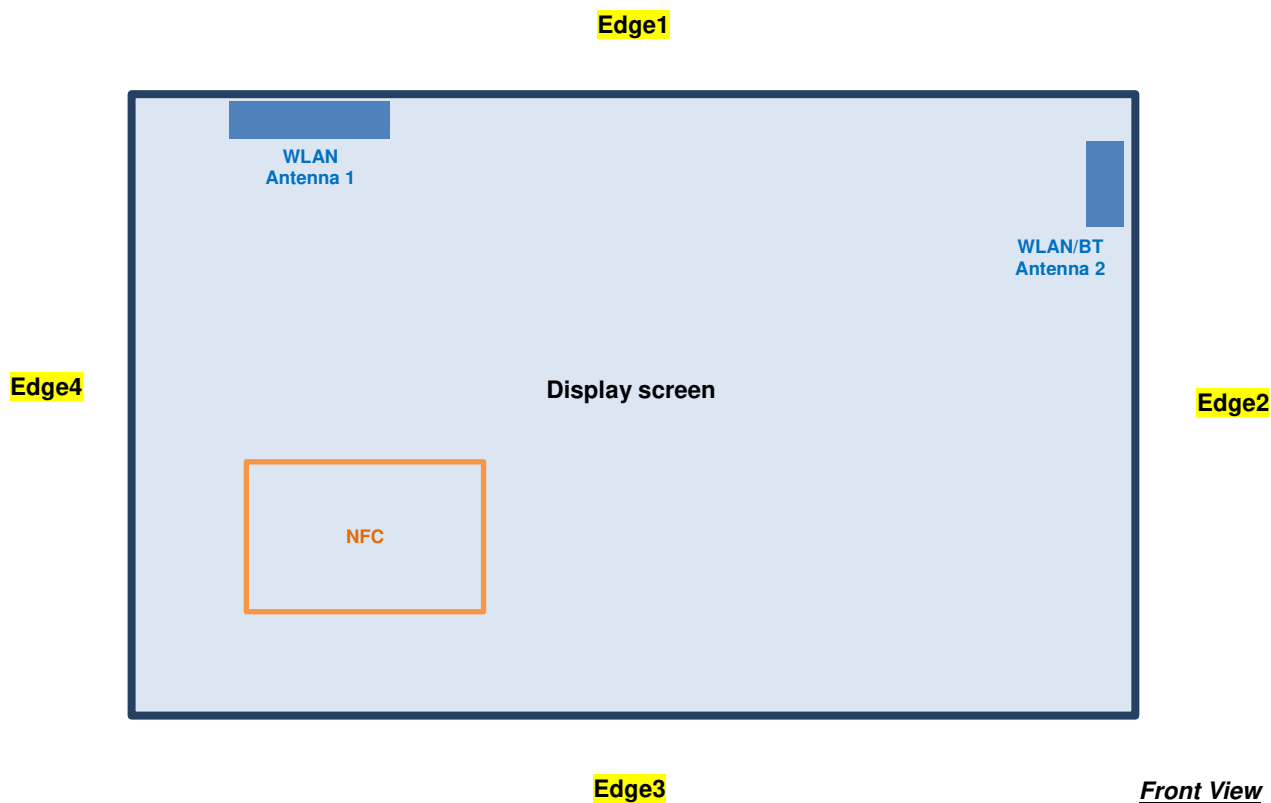 Edge1
WLAN
Antenna 1
WLAN/BT
Antenna 2
Edge4
Display screen
Edge2
NFC
Edge3
Front View